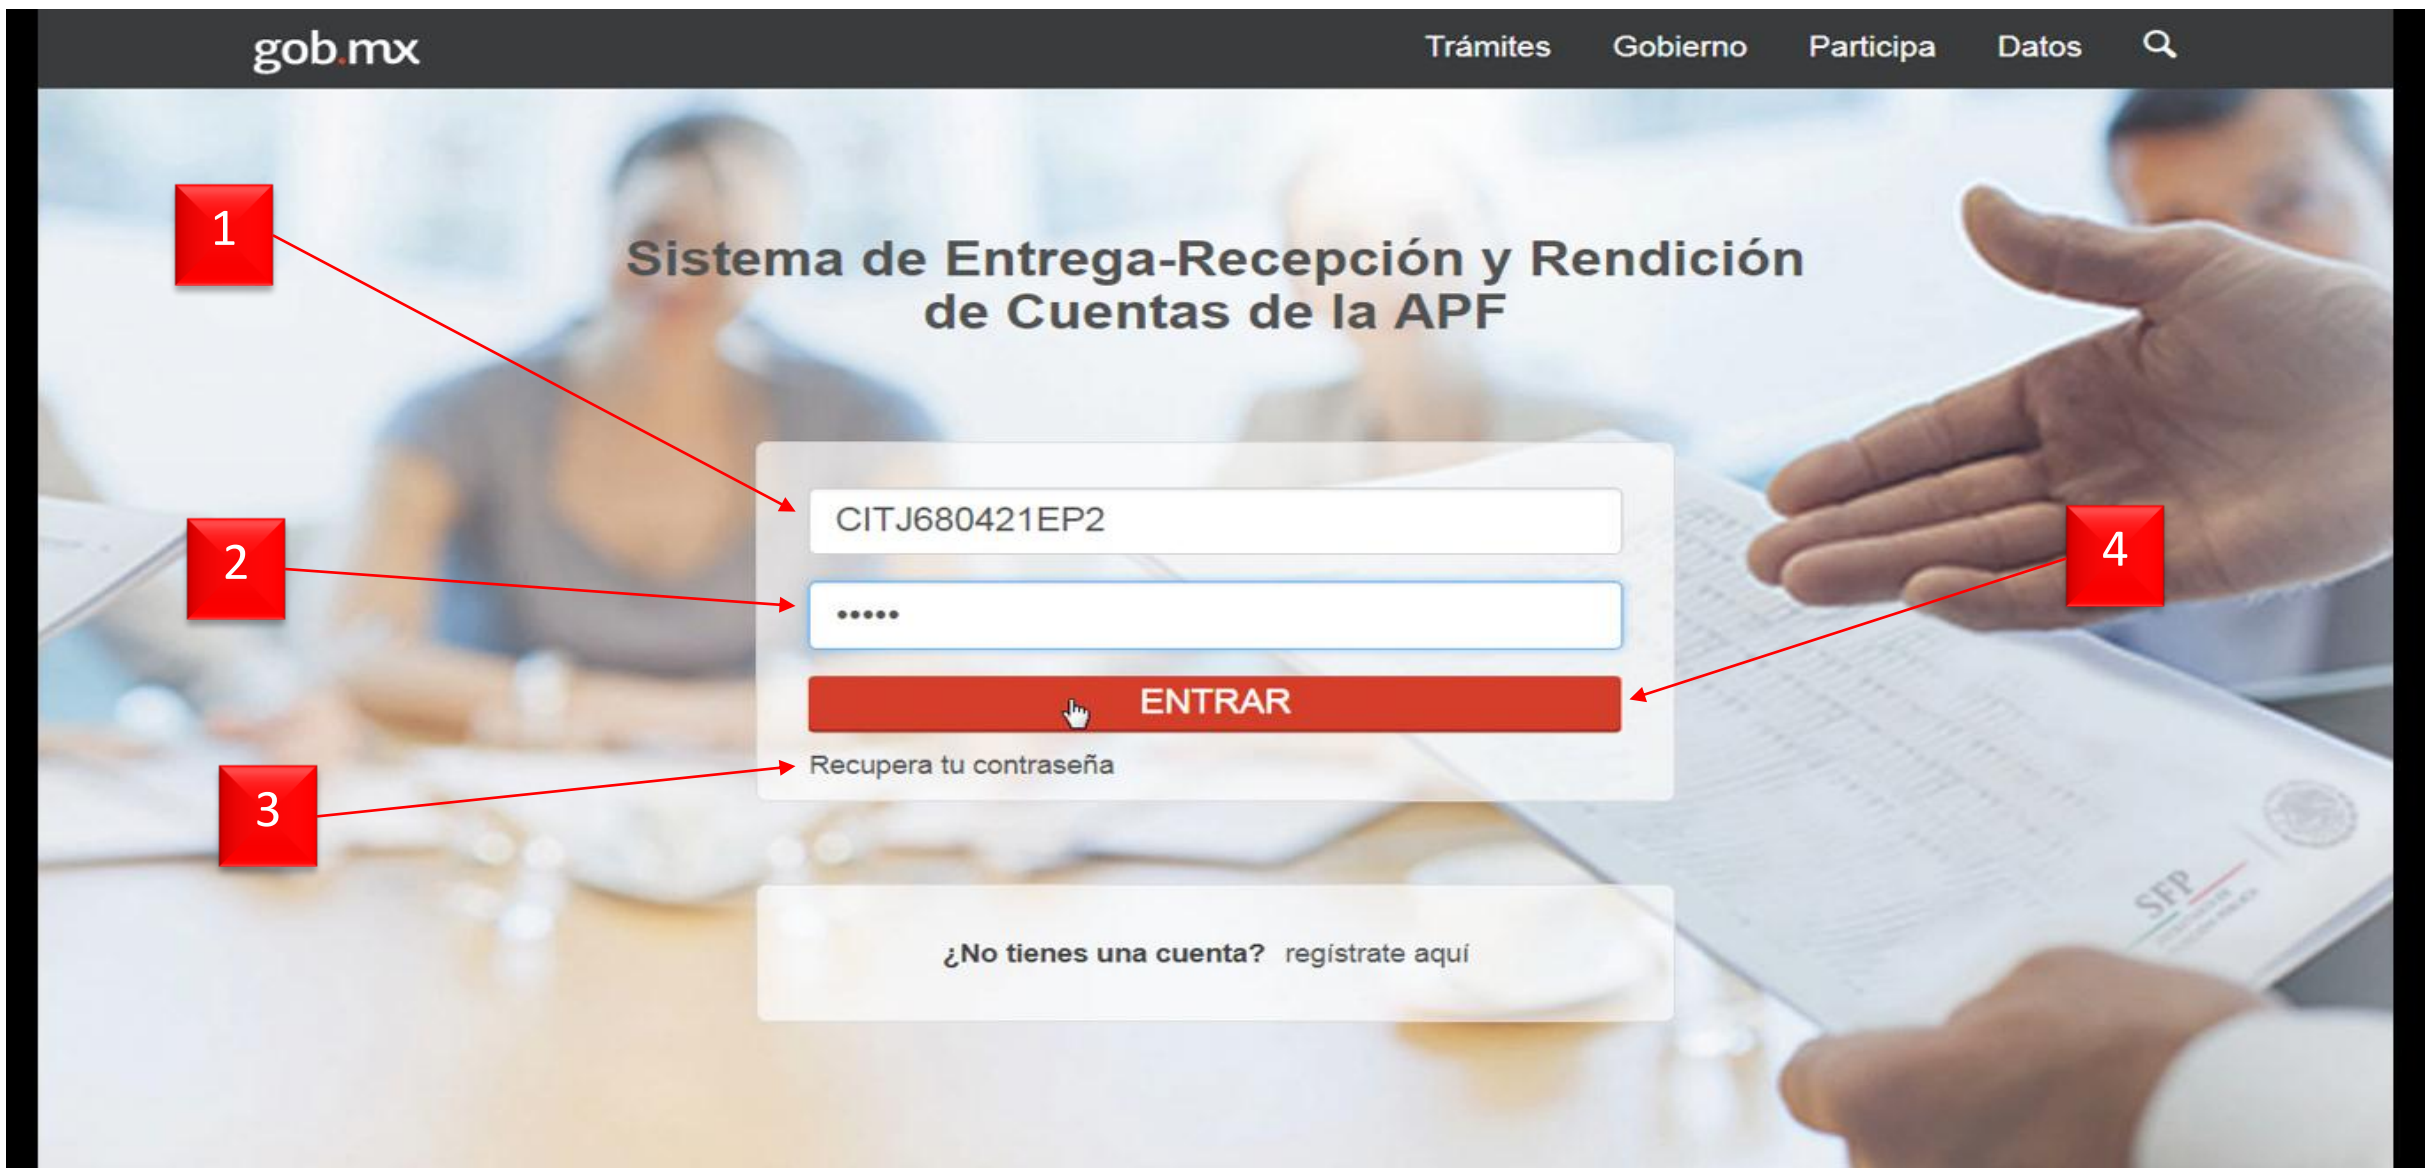 gob.mx
Trámites Gobierno Participa Datos
1
Sistema de Entrega-Recepción y Rendición
de Cuentas de la APF
CITJ680421EP2
2
•••••
4
ENTRAR
Recupera tu contraseña
3
SFP
¿No tienes una cuenta? regístrate aquí